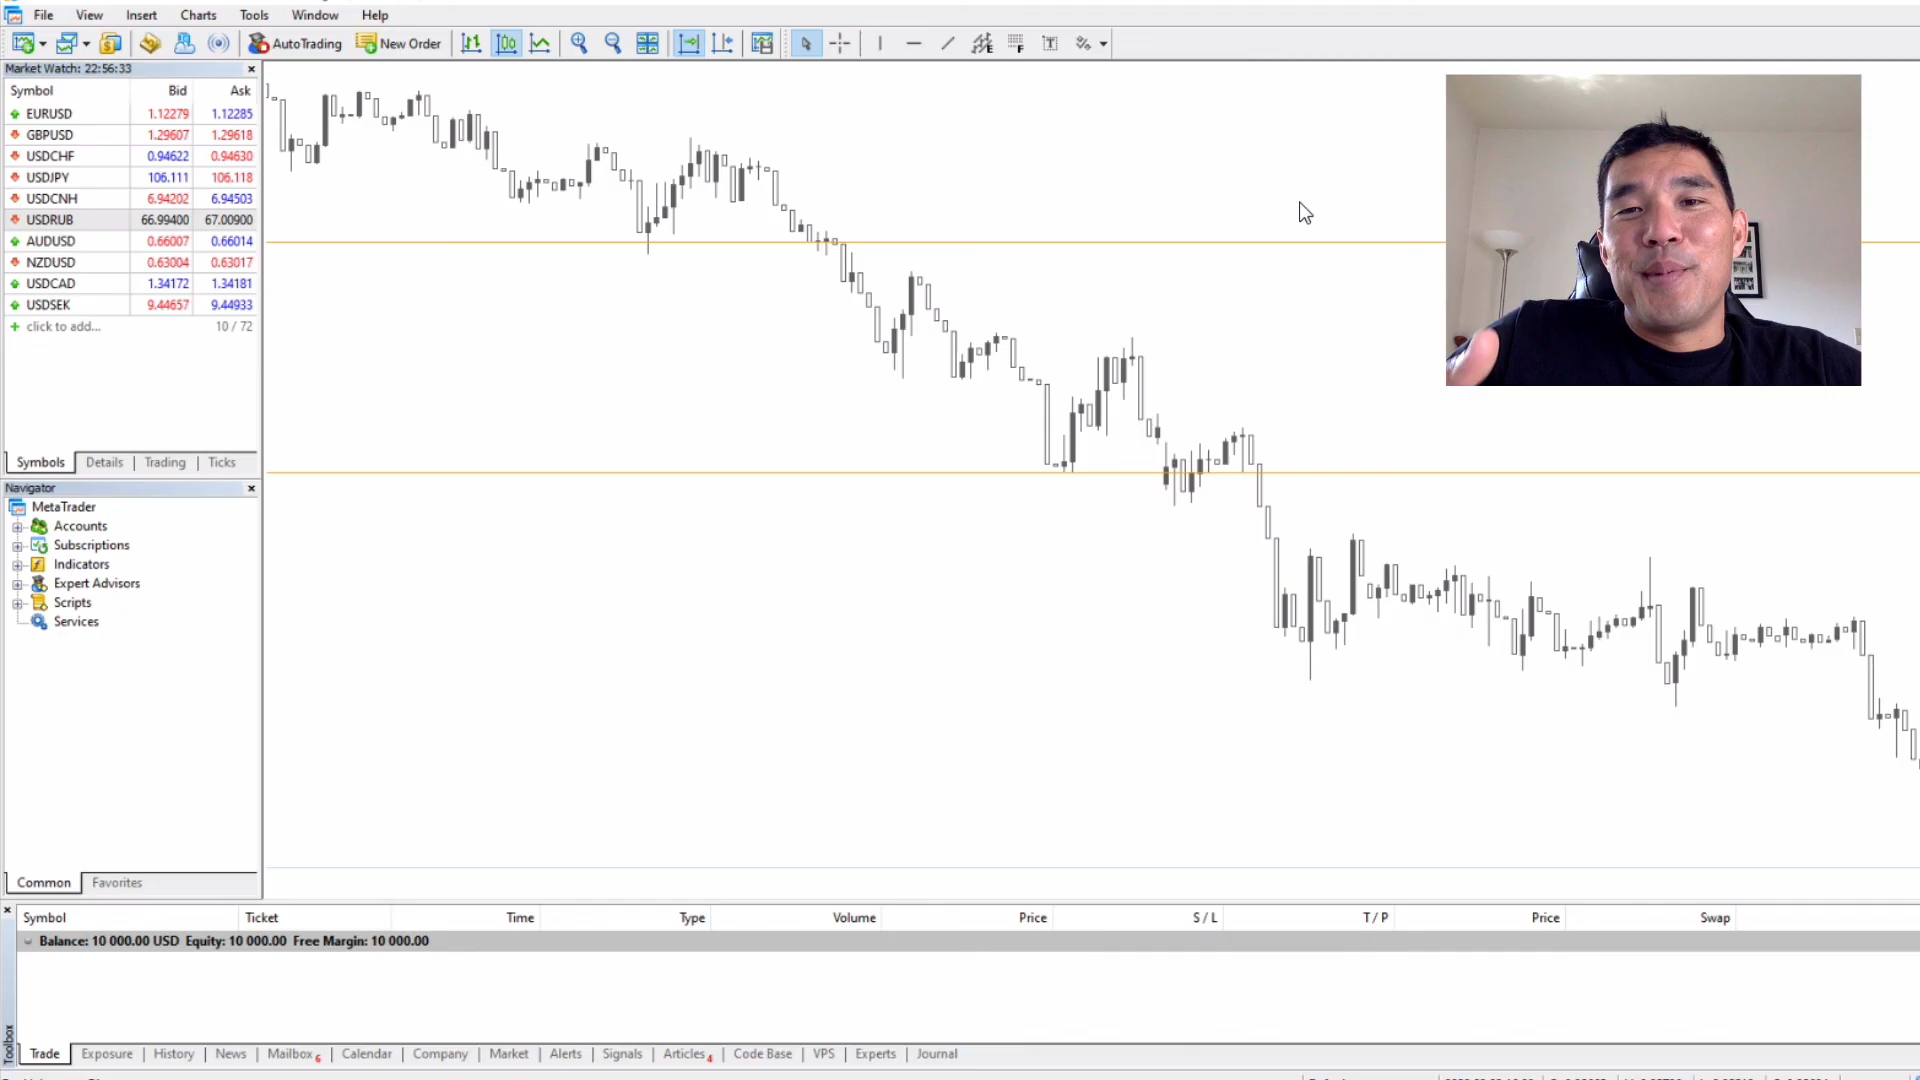 File View Insert Charts Tools Window Help
AutoTrading New Order
Market Watch: 22:56:33
Symbol Bid Ask
EURUSD 1.12279 1.12285
GBPUSD 1.29607 1.29618
USDCHF 0.94622 0.94630
USDJPY 106.111 106.118
USDCNH 6.94202 6.94503
USDRUB 66.99400 67.00900
AUDUSD 0.66007 0.66014
NZDUSD 0.63004 0.63017
USDCAD 1.34172 1.34181
USDSEK 9.44657 9.44933
+ click to add... 10 / 72
Symbols Details Trading Ticks
Navigator
MetaTrader
Accounts
Subscriptions
Indicators
Expert Advisors
Scripts
Services
Common Favorites
Symbol Ticket Time Type Volume Price S / L T / P Price Swap
Balance: 10 000.00 USD Equity: 10 000.00 Free Margin: 10 000.00
Toolbox
Trade Exposure History News Mailbox 6 Calendar Company Market Alerts Signals Articles 4 Code Base VPS Experts Journal